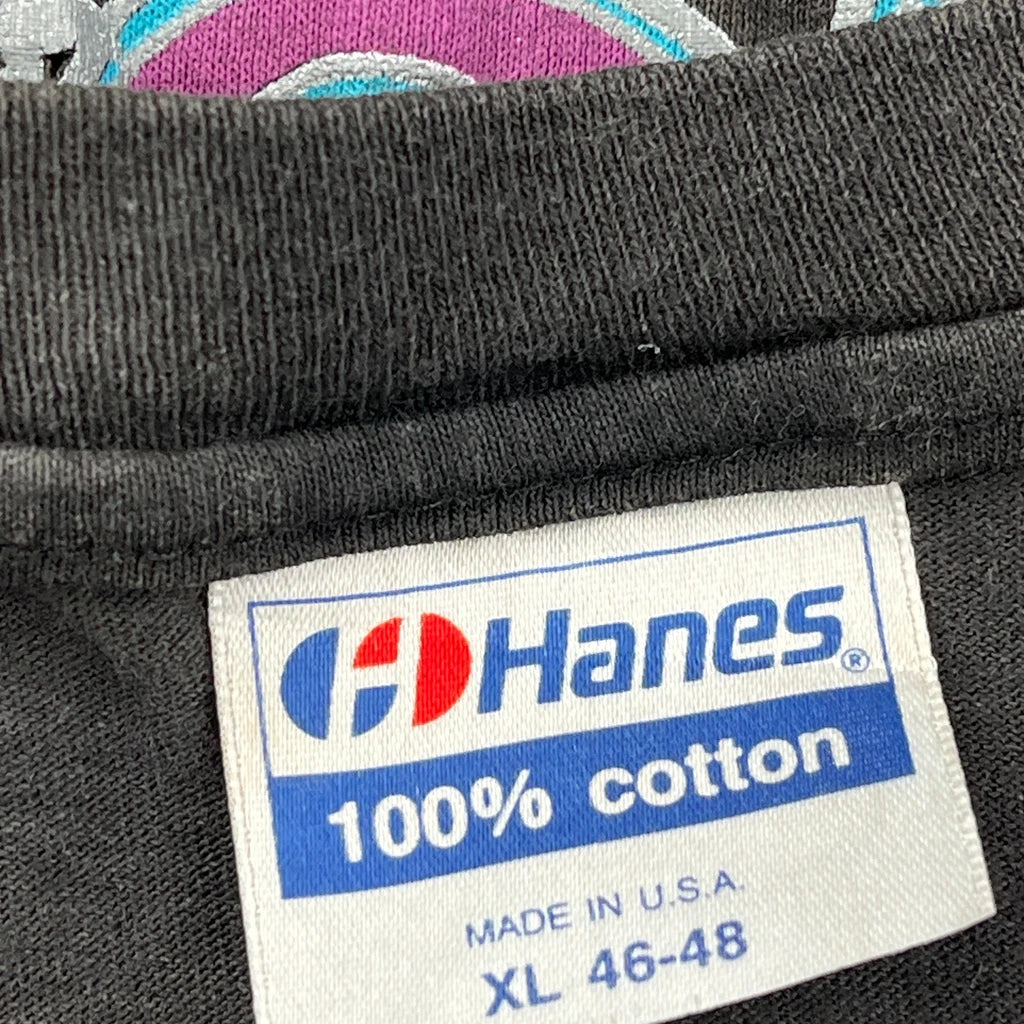 Hanes®
100% cotton
MADE IN U.S.A.
XL 46-48